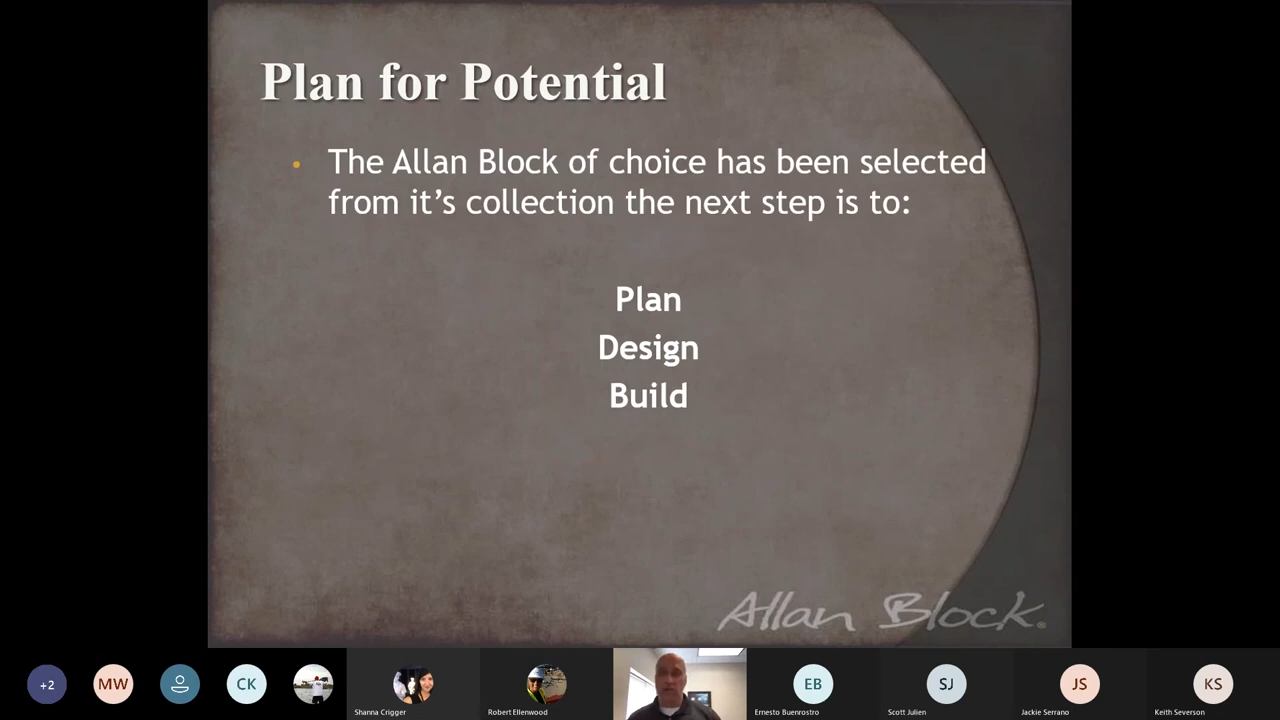 Plan for Potential
• The Allan Block of choice has been selected
from it’s collection the next step is to:
Plan
Design
Build
Allan Block®
+2
MW
CK
Shanna Crigger
Robert Ellenwood
EB
Ernesto Buenrostro
SJ
Scott Julien
JS
Jackie Serrano
KS
Keith Severson